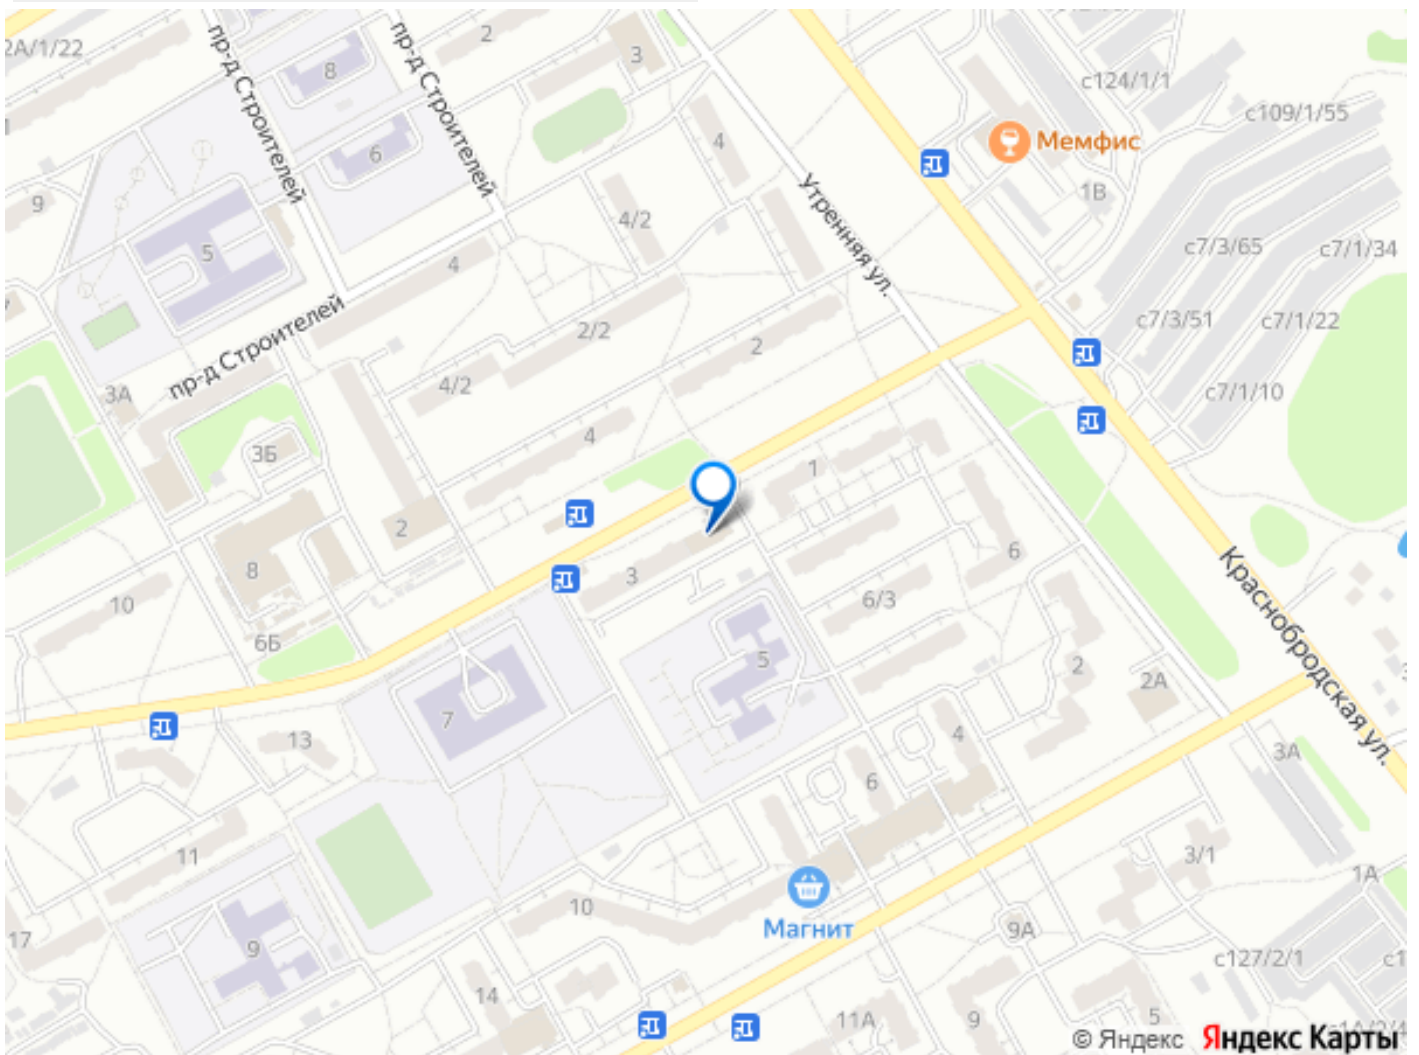 2А/1/22
пр-д Строителей
пр-д Строителей
2
3
8
с124/1/1
с109/1/55
Мемфис
4
6
Утренняя ул.
1В
9
4/2
5
4
с7/3/65
с7/1/34
пр-д Строителей
2/2
2
с7/3/51
с7/1/22
4/2
3А
с7/1/10
4
3Б
1
2
6
8
3
10
6/3
Краснобродская ул.
6Б
5
2
2А
7
13
4
3А
6
11
3/1
1А
10
Магнит
17
9
9А
с127/2/1
14
11А
9
5
© Яндекс
Яндекс Карты